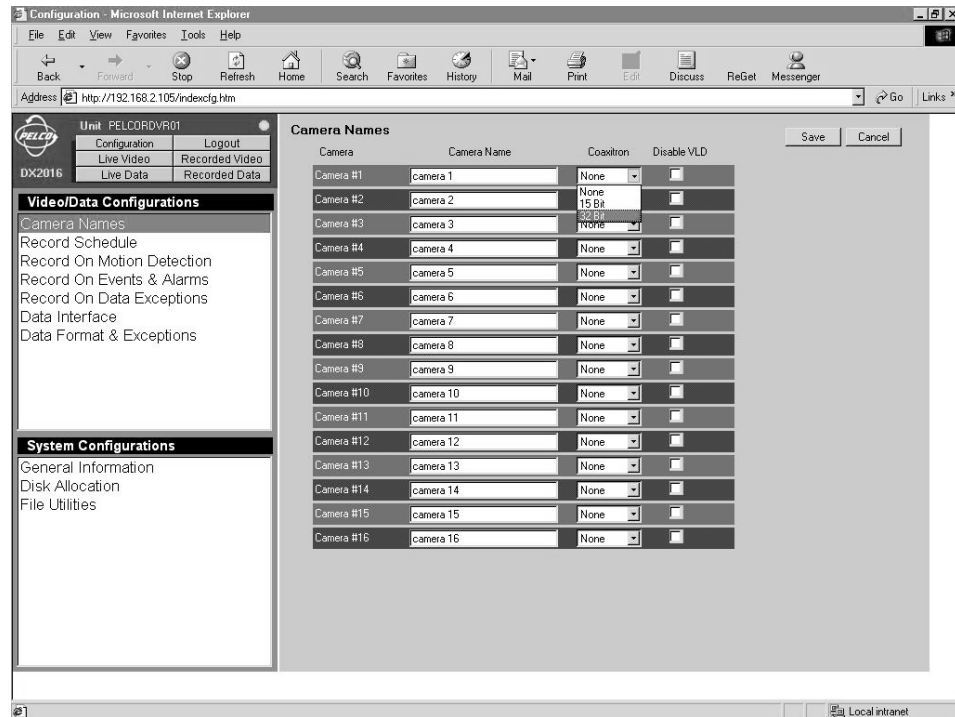 Configuration - Microsoft Internet Explorer
File Edit View Favorites Tools Help
Back Forward Stop Refresh Home Search Favorites History Mail Print Edit Discuss ReGet Messenger
Address http://192.168.2.105/indexcfg.htm Go Links »
PELCO
DX2016
Unit PELCORDVR01
Configuration Logout
Live Video Recorded Video
Live Data Recorded Data
Video/Data Configurations
Camera Names
Record Schedule
Record On Motion Detection
Record On Events & Alarms
Record On Data Exceptions
Data Interface
Data Format & Exceptions
System Configurations
General Information
Disk Allocation
File Utilities
Camera Names
Save Cancel
Camera Camera Name Coaxitron Disable VLD
Camera #1 camera 1 None
None
15 Bit
32 Bit
Camera #2 camera 2
Camera #3 camera 3 None
Camera #4 camera 4 None
Camera #5 camera 5 None
Camera #6 camera 6 None
Camera #7 camera 7 None
Camera #8 camera 8 None
Camera #9 camera 9 None
Camera #10 camera 10 None
Camera #11 camera 11 None
Camera #12 camera 12 None
Camera #13 camera 13 None
Camera #14 camera 14 None
Camera #15 camera 15 None
Camera #16 camera 16 None
Local intranet